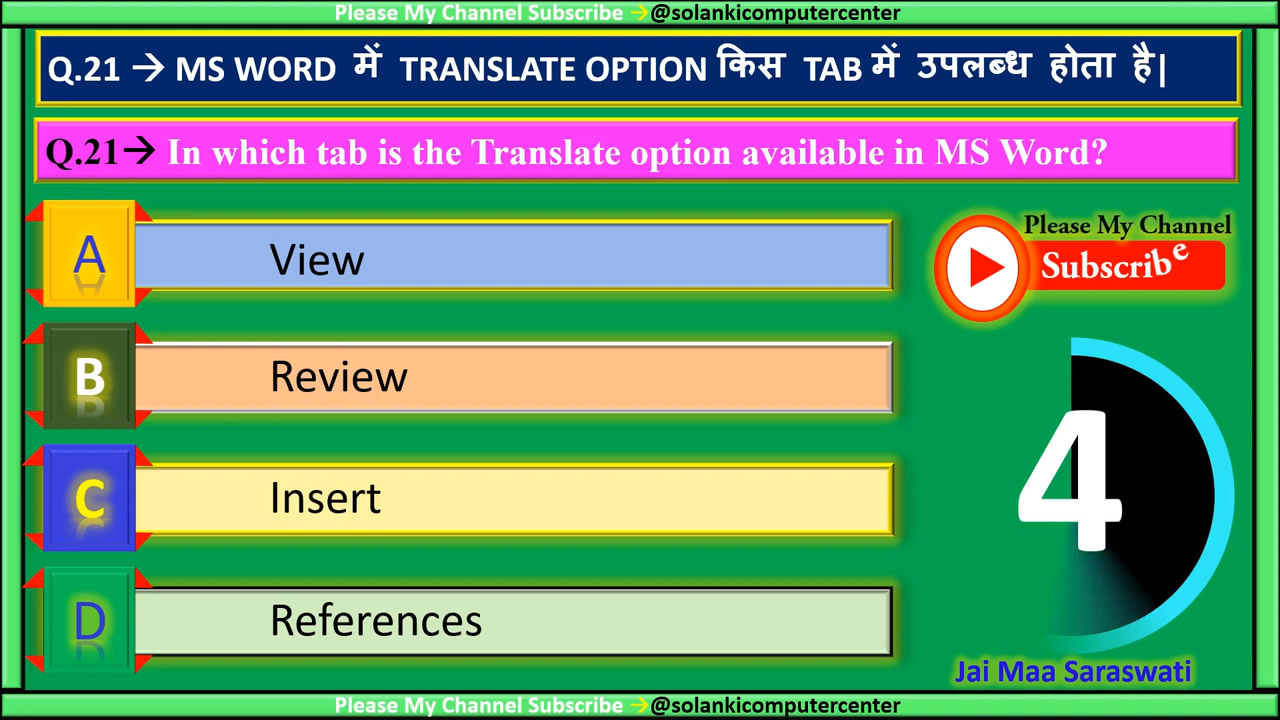 Please My Channel Subscribe →@solankicomputercenter
Q.21 → MS WORD में TRANSLATE OPTION किस TAB में उपलब्ध होता है|
Q.21→ In which tab is the Translate option available in MS Word?
A View
Please My Channel
Subscribe
B Review
C Insert
4
D References
Jai Maa Saraswati
Please My Channel Subscribe →@solankicomputercenter